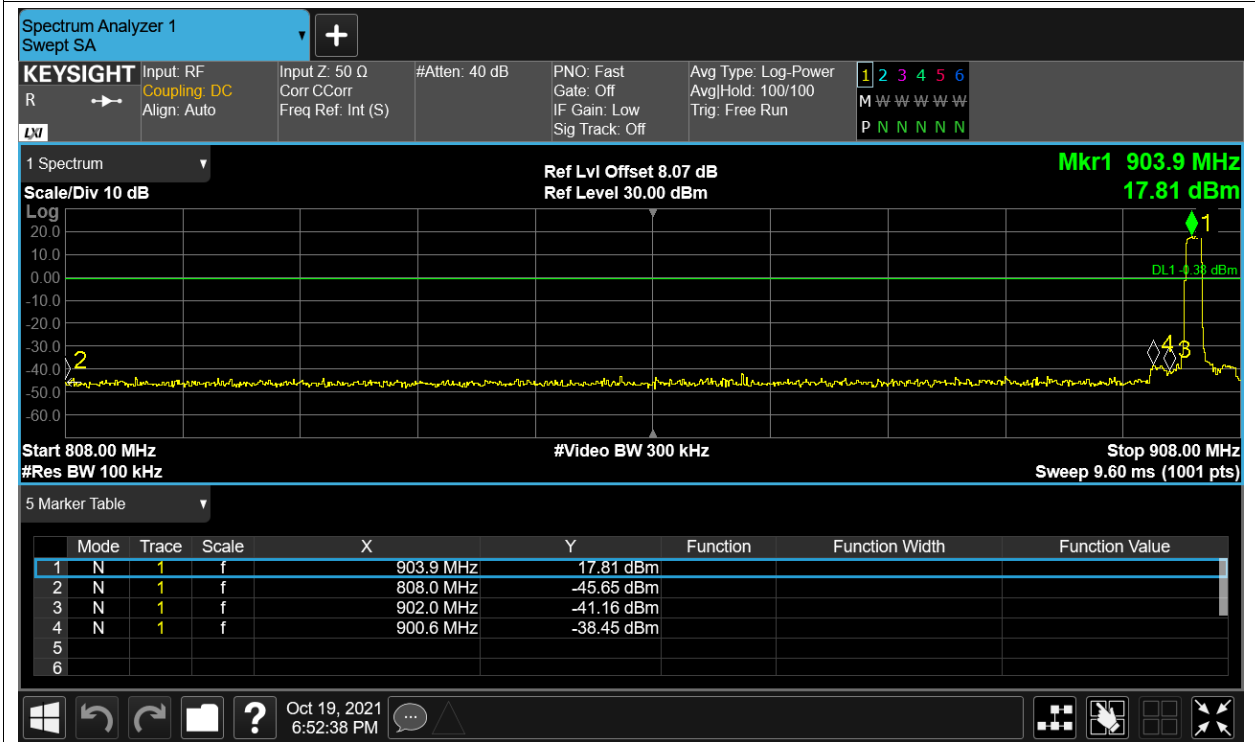 Spectrum Analyzer 1
Swept SA
+
KEYSIGHT Input: RF Input Z: 50 Ω #Atten: 40 dB PNO: Fast Avg Type: Log-Power 1 2 3 4 5 6
R Coupling: DC Corr CCorr Gate: Off Avg|Hold: 100/100 M W W W W W
Align: Auto Freq Ref: Int (S) IF Gain: Low Trig: Free Run
LXI Sig Track: Off P N N N N N
1 Spectrum Ref Lvl Offset 8.07 dB Mkr1 903.9 MHz
Scale/Div 10 dB Ref Level 30.00 dBm 17.81 dBm
Log
1
20.0
10.0
0.00 DL1 -0.38 dBm
-10.0
-20.0
-30.0
2 4 3
-40.0
-50.0
-60.0
Start 808.00 MHz #Video BW 300 kHz Stop 908.00 MHz
#Res BW 100 kHz Sweep 9.60 ms (1001 pts)
5 Marker Table
Mode Trace Scale X Y Function Function Width Function Value
1 N 1 f 903.9 MHz 17.81 dBm
2 N 1 f 808.0 MHz -45.65 dBm
3 N 1 f 902.0 MHz -41.16 dBm
4 N 1 f 900.6 MHz -38.45 dBm
5
6
? Oct 19, 2021
6:52:38 PM